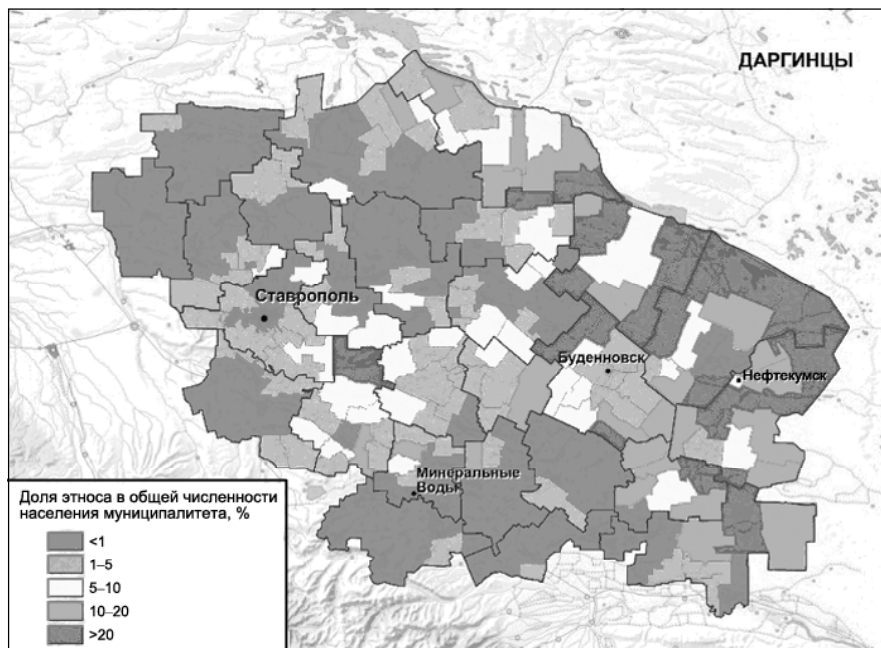 ДАРГИНЦЫ
Ставрополь
Буденновск
Нефтекумск
Минеральные
Воды
Доля этноса в общей численности
населения муниципалитета, %
<1
1–5
5–10
10–20
>20